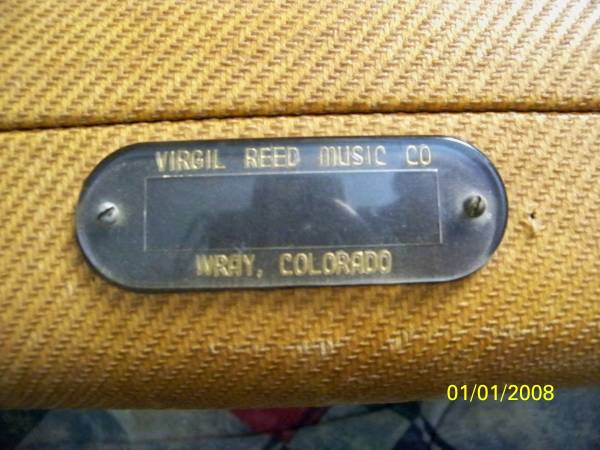 VIRGIL REED MUSIC CO
WRAY, COLORADO
01/01/2008